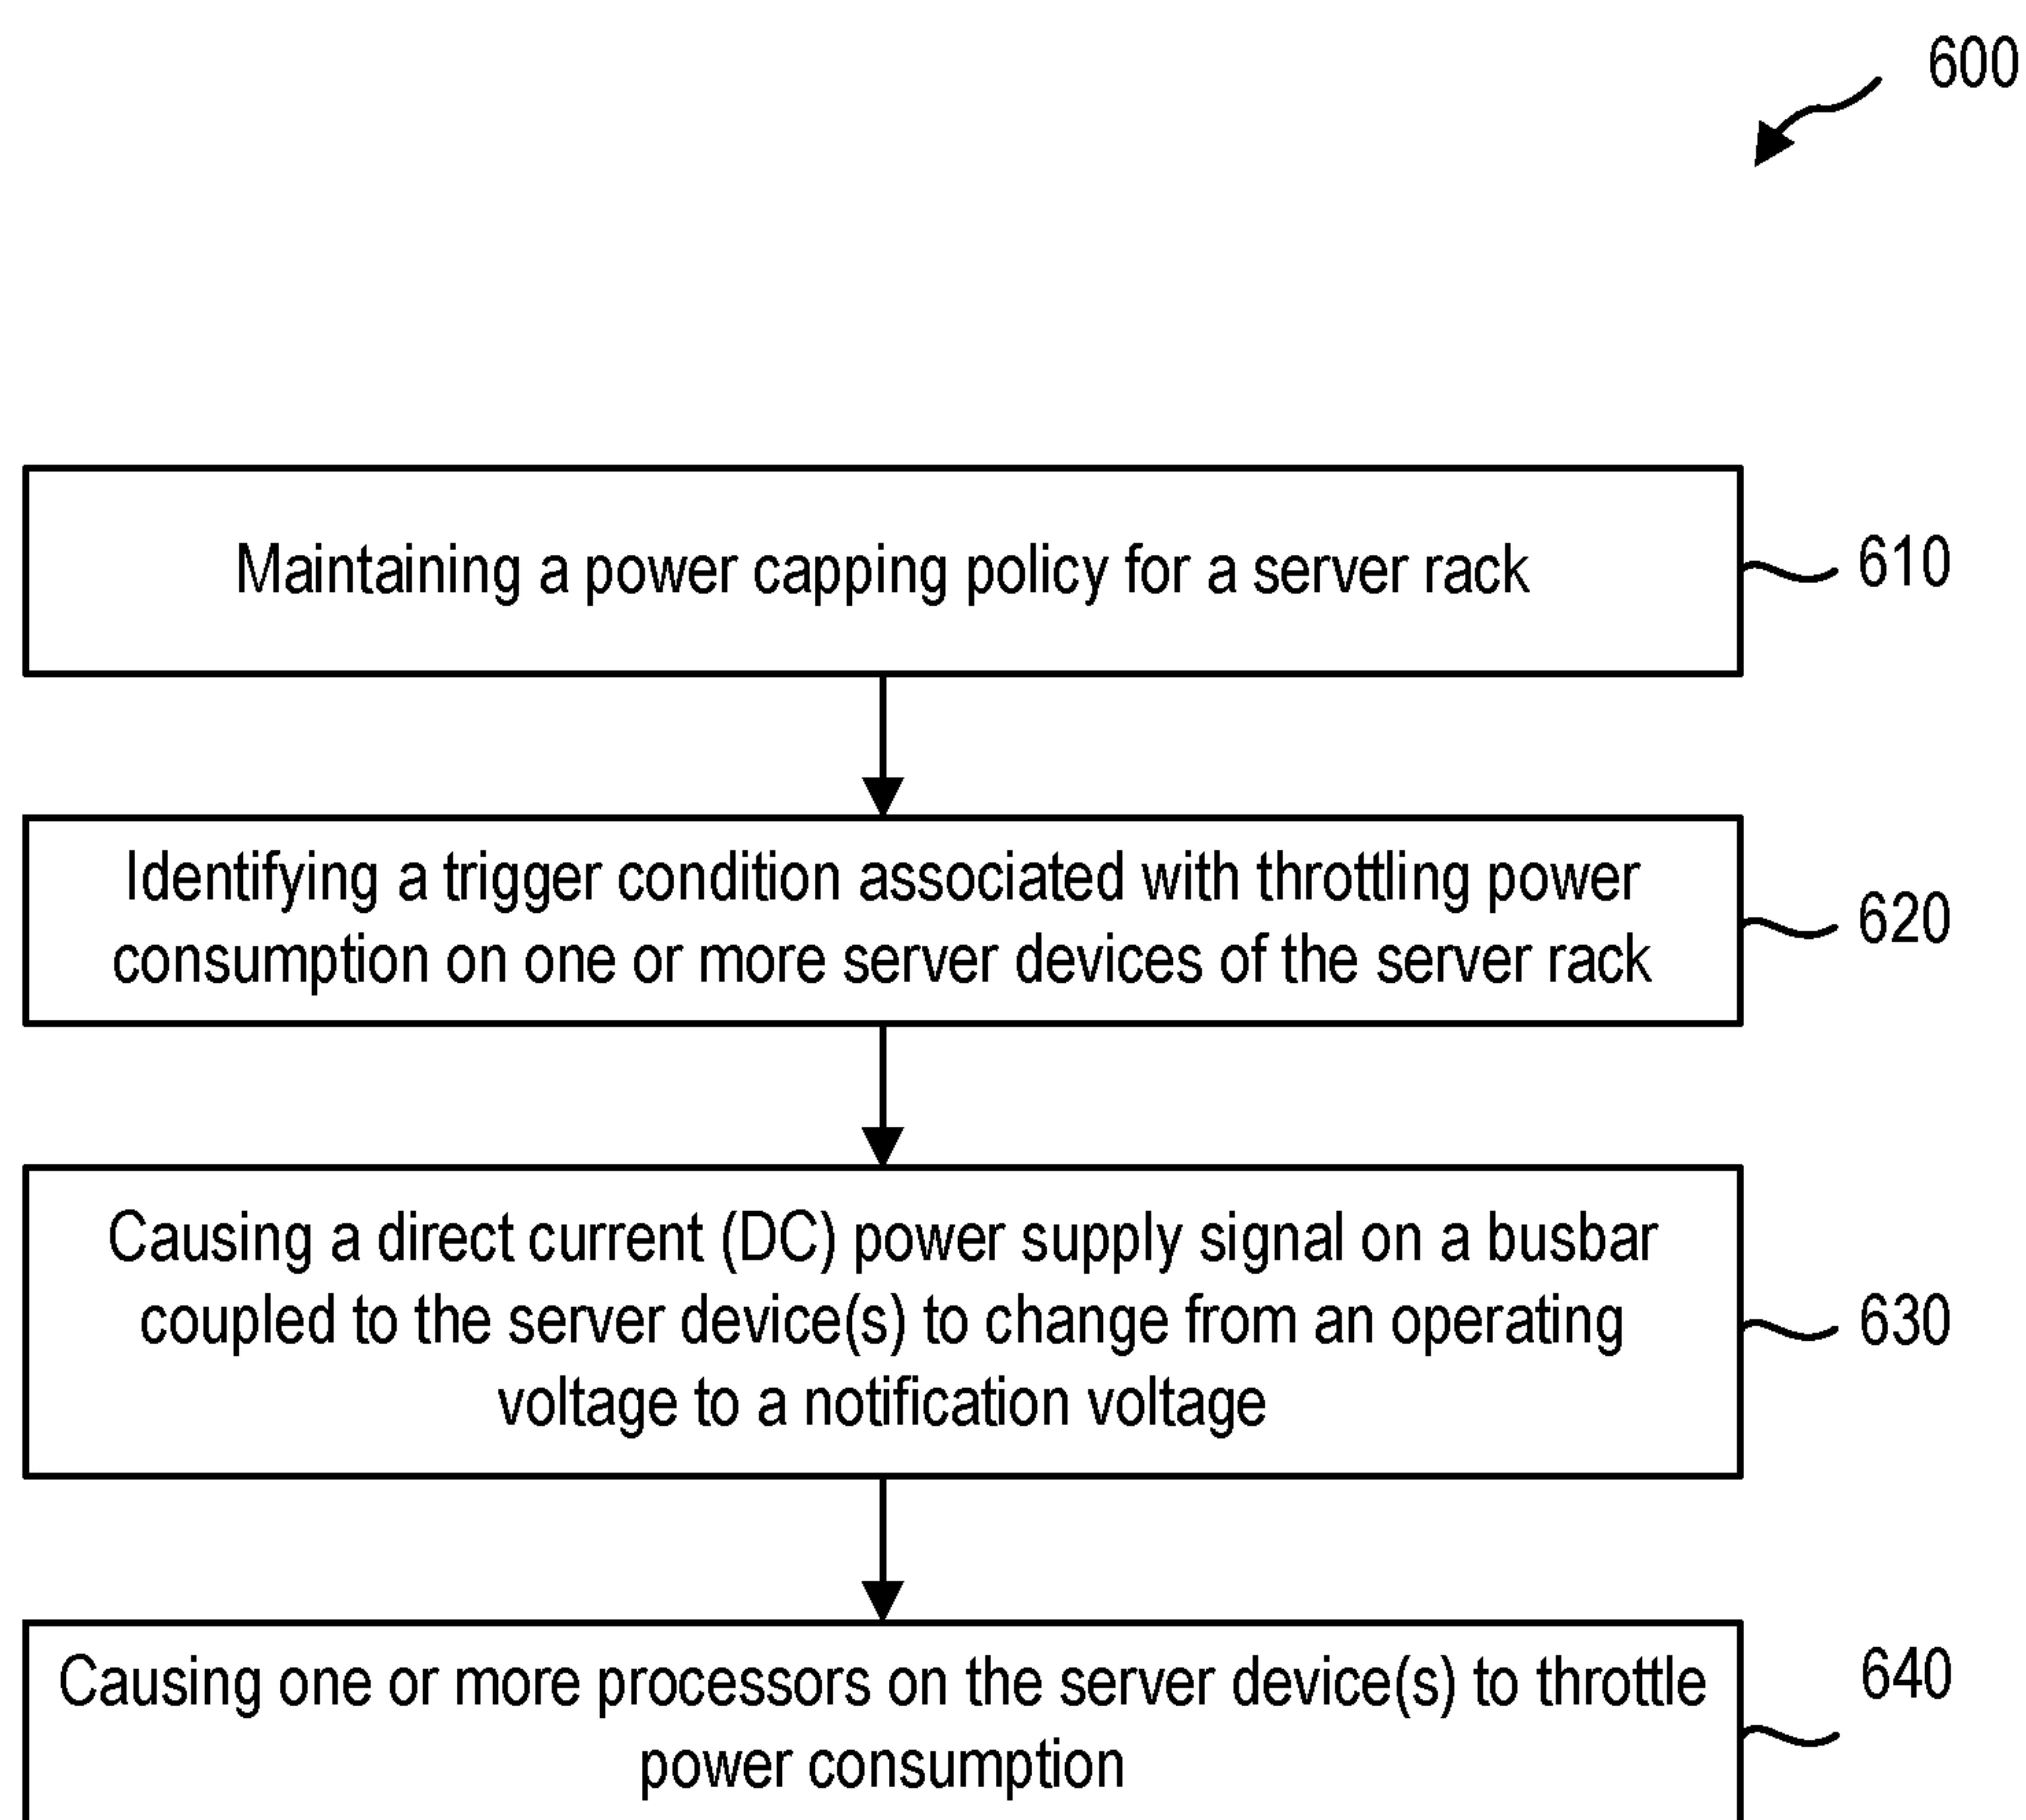 600
Maintaining a power capping policy for a server rack
610
Identifying a trigger condition associated with throttling power
consumption on one or more server devices of the server rack
620
Causing a direct current (DC) power supply signal on a busbar
coupled to the server device(s) to change from an operating
voltage to a notification voltage
630
Causing one or more processors on the server device(s) to throttle
power consumption
640